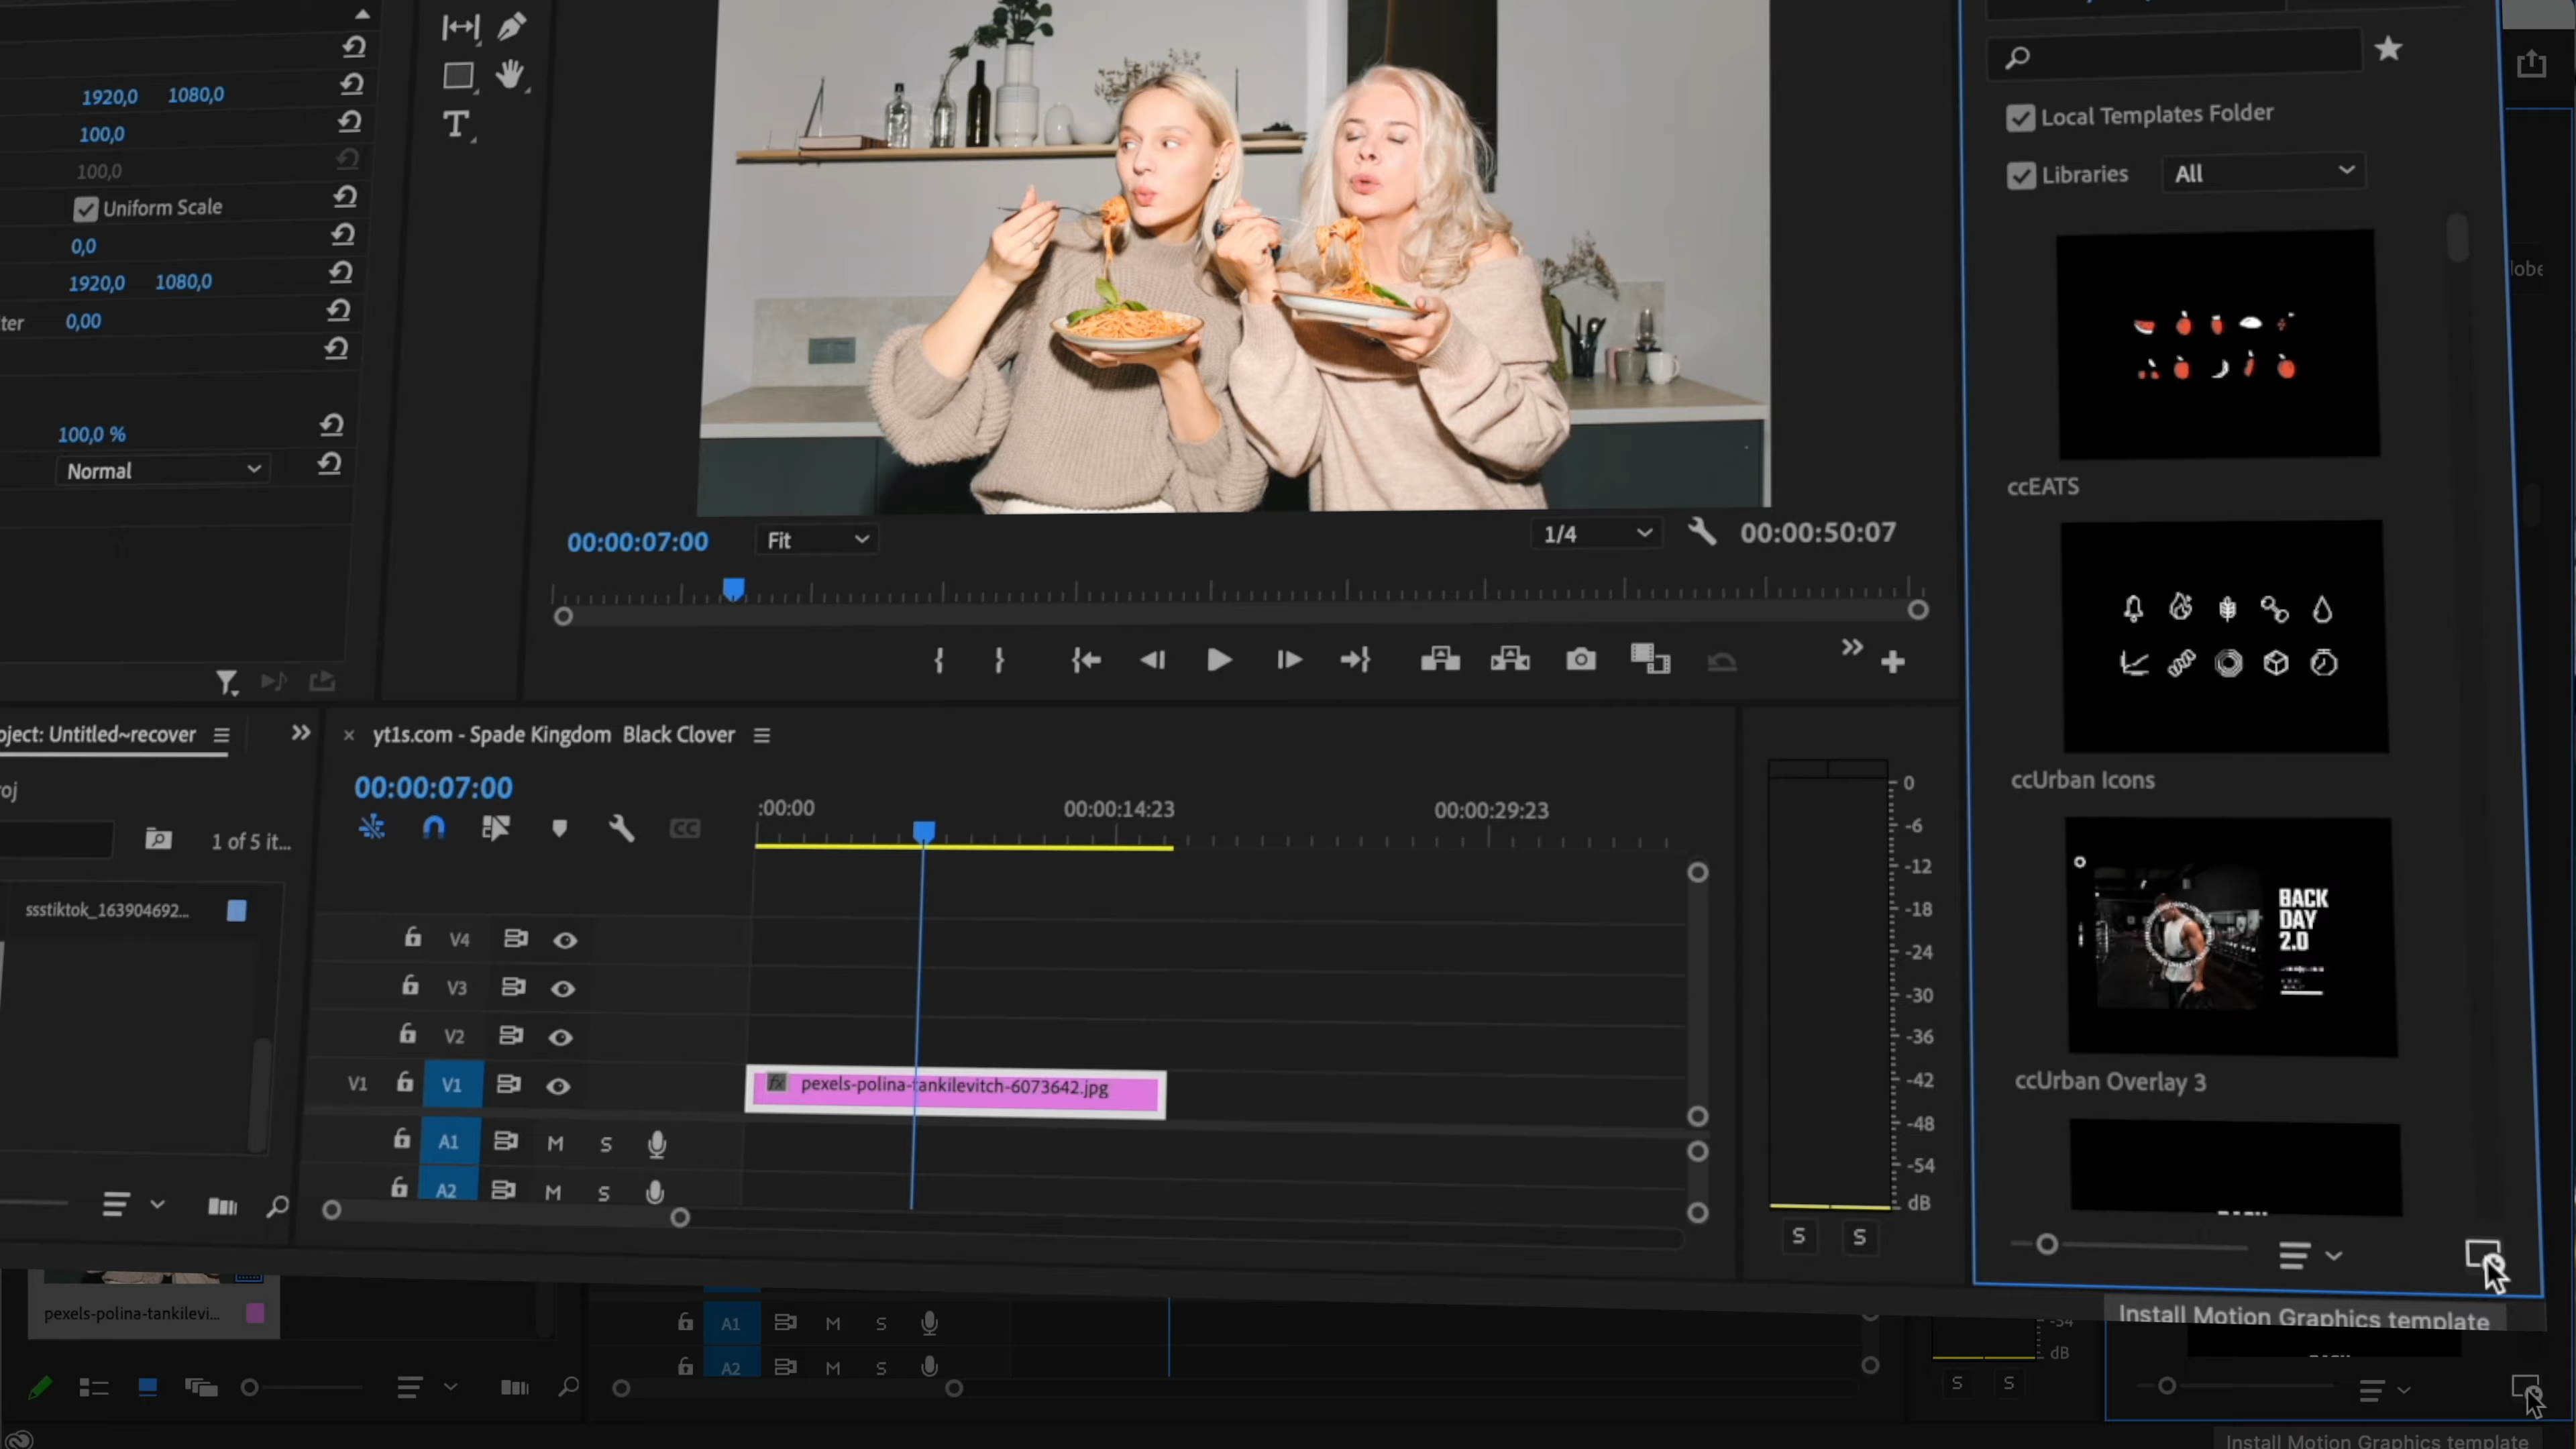 1920,0 1080,0
100,0
100,0
Uniform Scale
0,0
1920,0 1080,0
ter 0,00
100,0 %
Normal
T
00:00:07:00 Fit 1/4 00:00:50:07
Local Templates Folder
Libraries All
lobe
ccEATS
ccUrban Icons
BACK
DAY
2.0
ccUrban Overlay 3
oject: Untitled~recover
oj
1 of 5 it...
ssstiktok_163904692...
yt1s.com - Spade Kingdom Black Clover
00:00:07:00
CC
:00:00 00:00:14:23 00:00:29:23
V4
V3
V2
V1 V1 fx pexels-polina-tankilevitch-6073642.jpg
A1 M S
A2 M S
0
-6
-12
-18
-24
-30
-36
-42
-48
-54
dB
S S
Install Motion Graphics template
pexels-polina-tankilevi...
A1 M S
A2 M S
-54
dB
S S
Install Motion Graphics template